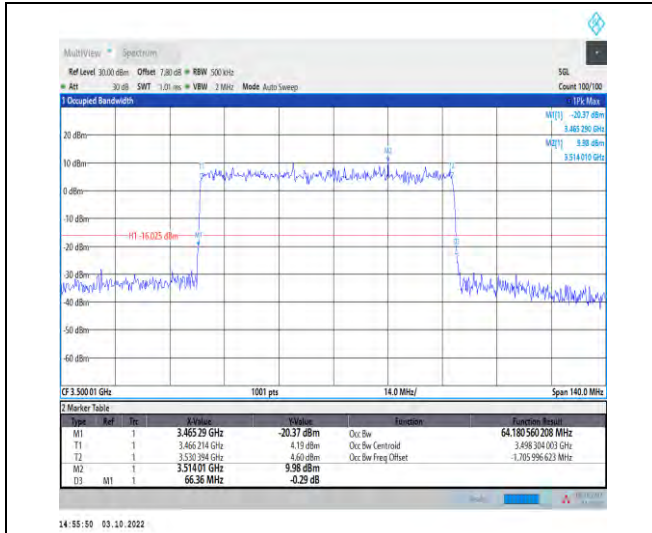 MultiView Spectrum
Ref Level 30.00 dBm Offset 7.80 dB RBW 500 kHz SGL
Att 30 dB SWT 1.01 ms VBW 2 MHz Mode Auto Sweep Count 100/100
1 Occupied Bandwidth 1Pk Max
M1[1] -20.37 dBm
3.465 290 GHz
M2[1] 9.98 dBm
3.514 010 GHz
20 dBm
M2
10 dBm
T1 T2
0 dBm
-10 dBm
H1 -16.025 dBm M1
-20 dBm
D3
-30 dBm
-40 dBm
-50 dBm
-60 dBm
CF 3.500 01 GHz 1001 pts 14.0 MHz/ Span 140.0 MHz
2 Marker Table
Type Ref Trc X-Value Y-Value Function Function Result
M1 1 3.465 29 GHz -20.37 dBm Occ Bw 64.180 560 208 MHz
T1 1 3.466 214 GHz 4.19 dBm Occ Bw Centroid 3.498 304 003 GHz
T2 1 3.530 394 GHz 4.60 dBm Occ Bw Freq Offset -1.705 996 623 MHz
M2 1 3.514 01 GHz 9.98 dBm
D3 M1 1 66.36 MHz -0.29 dB
14:55:50 03.10.2022